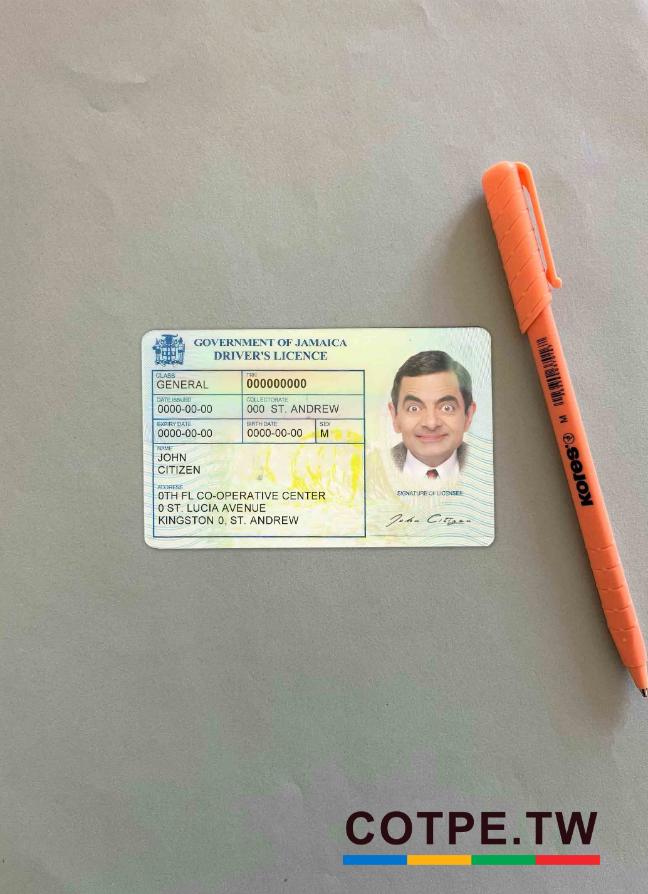 GOVERNMENT OF JAMAICA
DRIVER'S LICENCE
CLASS
GENERAL
TRN
000000000
DATE ISSUED
0000-00-00
COLLECTORATE
000 ST. ANDREW
EXPIRY DATE
0000-00-00
BIRTH DATE
0000-00-00
SEX
M
NAME
JOHN
CITIZEN
ADDRESS
0TH FL CO-OPERATIVE CENTER
0 ST. LUCIA AVENUE
KINGSTON 0, ST. ANDREW
SIGNATURE OF LICENSEE
John Citizen
kores
M
COTPE.TW